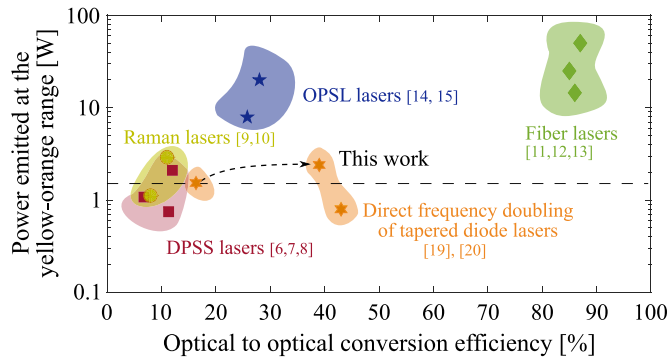 Power emitted at the
yellow-orange range [W]
100
10
1
0.1
OPSL lasers [14, 15]
Raman lasers [9,10]
Fiber lasers
[11,12,13]
This work
Direct frequency doubling
of tapered diode lasers
[19], [20]
DPSS lasers [6,7,8]
0 10 20 30 40 50 60 70 80 90 100
Optical to optical conversion efficiency [%]